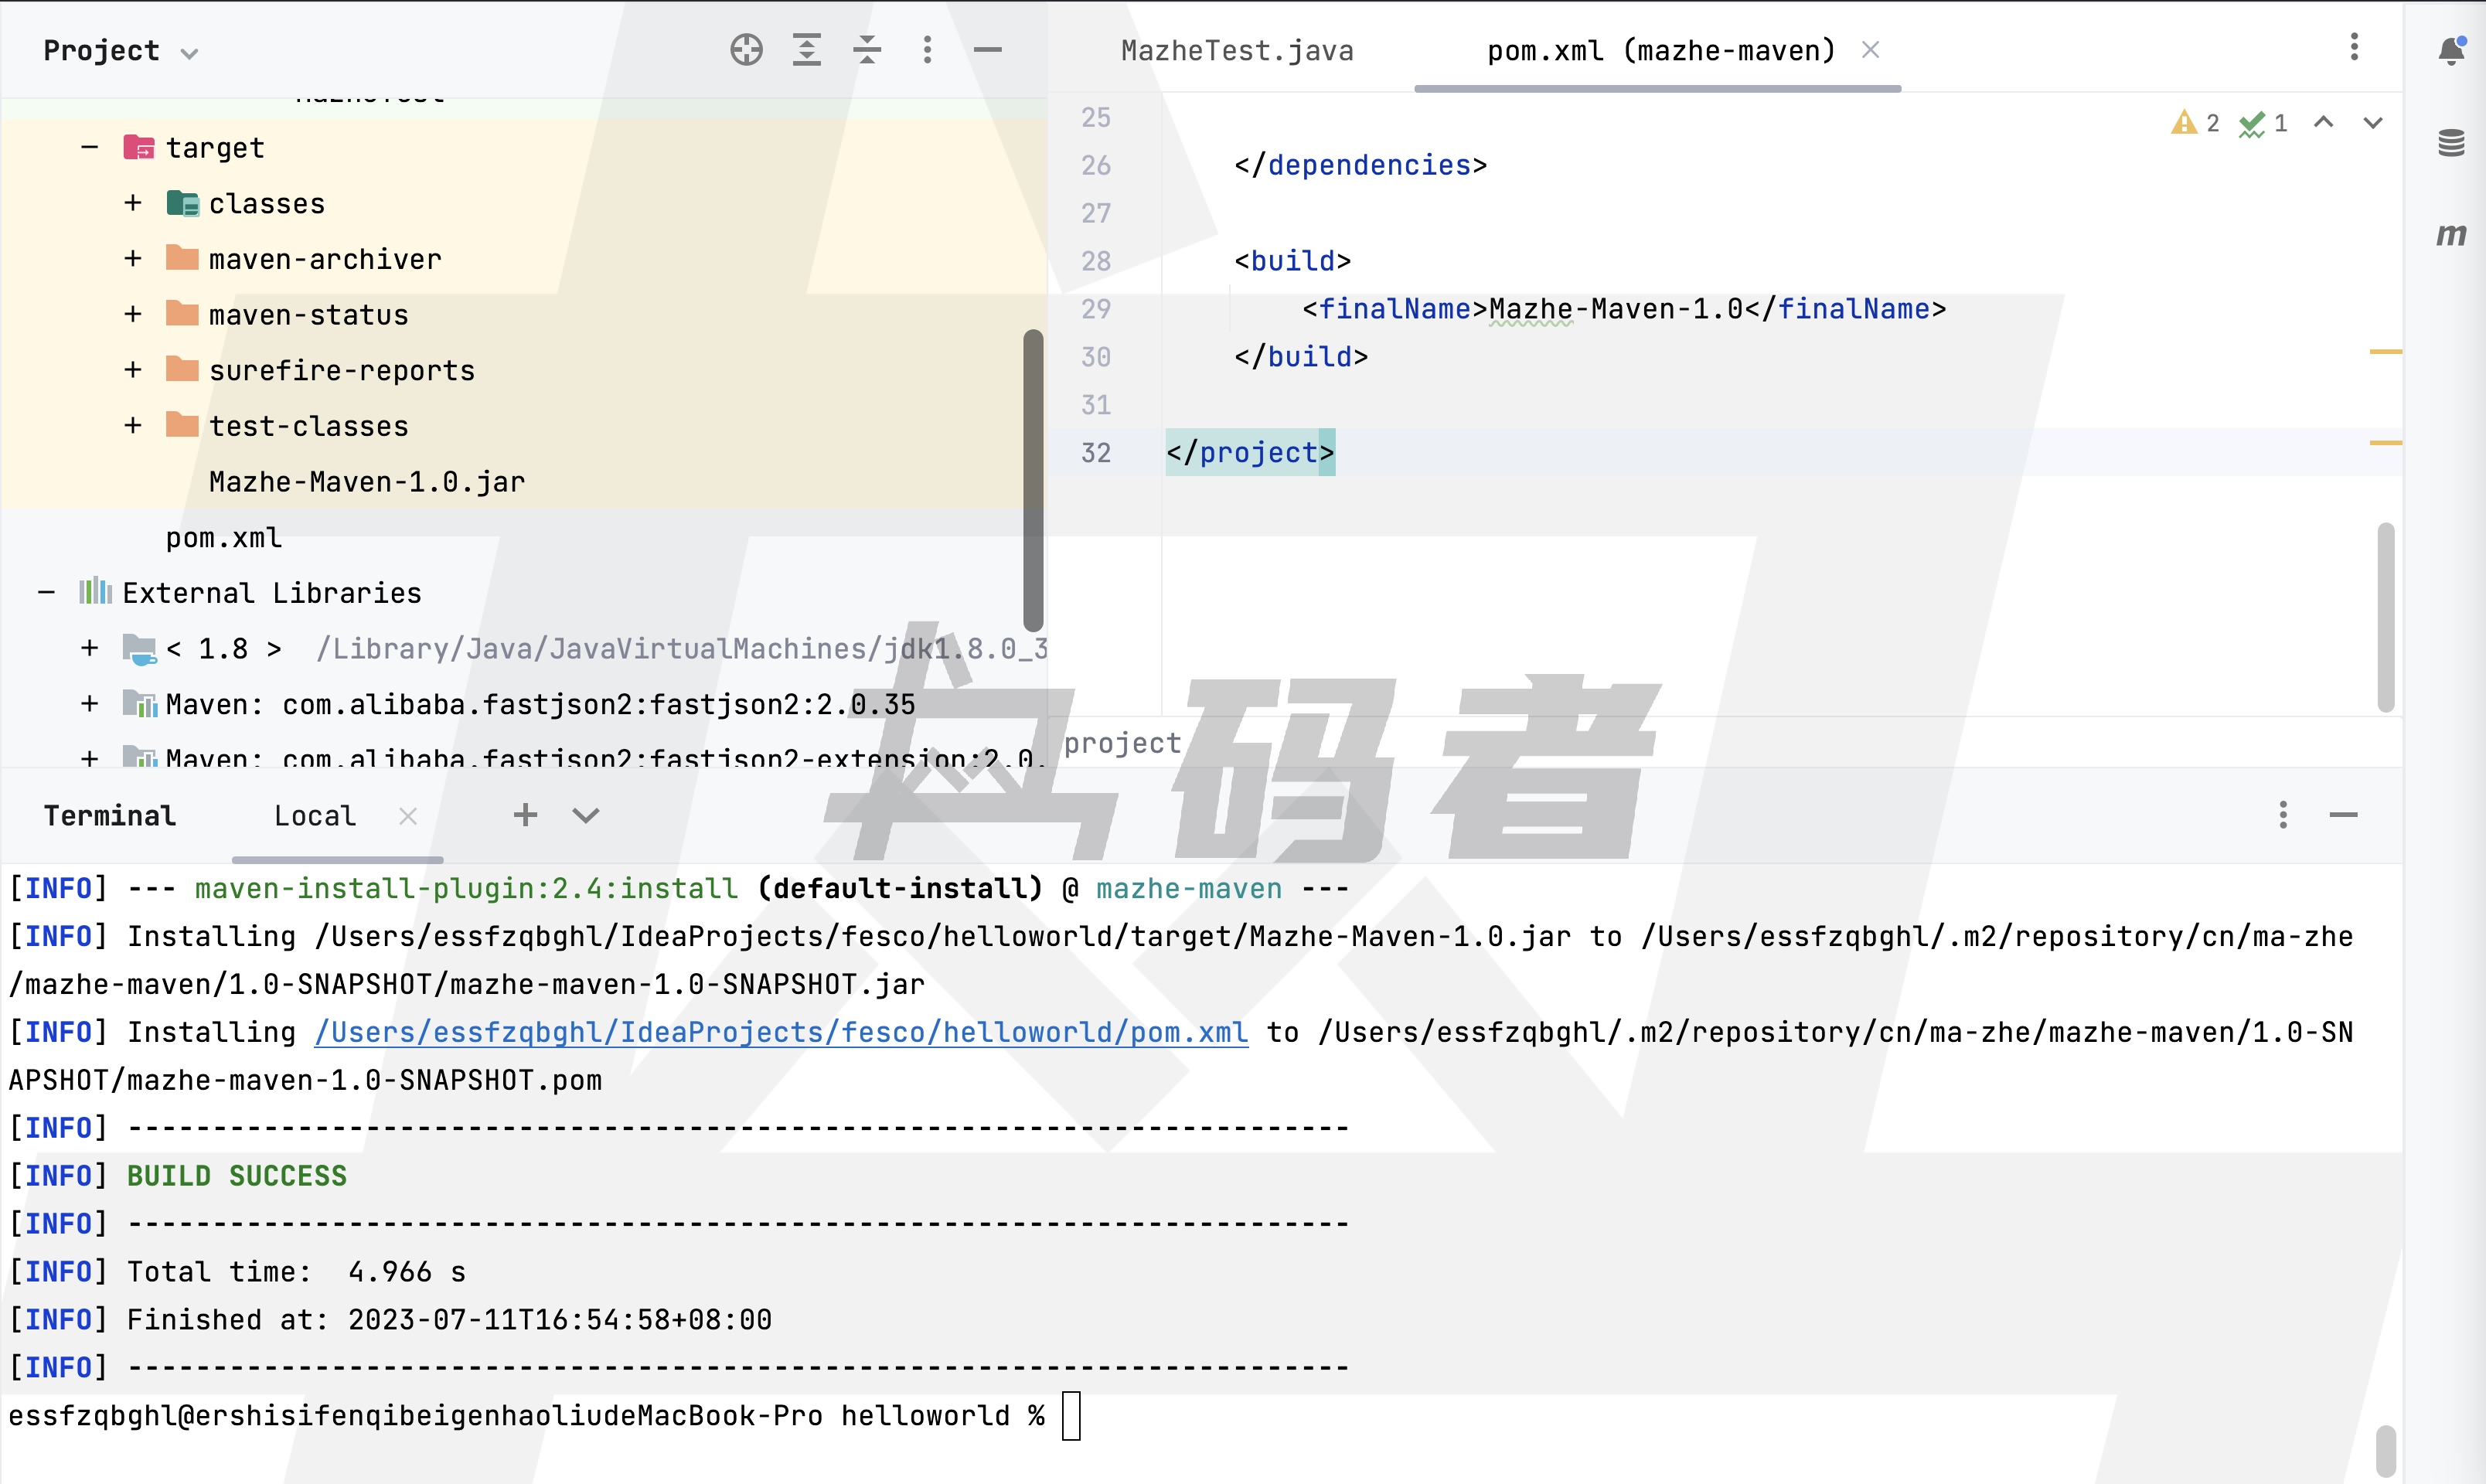 Project
MazheTest.java
pom.xml (mazhe-maven)
target
classes
maven-archiver
maven-status
surefire-reports
test-classes
Mazhe-Maven-1.0.jar
pom.xml
External Libraries
< 1.8 > /Library/Java/JavaVirtualMachines/jdk1.8.0_3
Maven: com.alibaba.fastjson2:fastjson2:2.0.35
Maven: com.alibaba.fastjson2:fastjson2-extension:2.0.
2 1
25
26 </dependencies>
27
28 <build>
29 <finalName>Mazhe-Maven-1.0</finalName>
30 </build>
31
32 </project>
project
码者
Terminal
Local
[INFO] --- maven-install-plugin:2.4:install (default-install) @ mazhe-maven ---
[INFO] Installing /Users/essfzqbghl/IdeaProjects/fesco/helloworld/target/Mazhe-Maven-1.0.jar to /Users/essfzqbghl/.m2/repository/cn/ma-zhe
/mazhe-maven/1.0-SNAPSHOT/mazhe-maven-1.0-SNAPSHOT.jar
[INFO] Installing /Users/essfzqbghl/IdeaProjects/fesco/helloworld/pom.xml to /Users/essfzqbghl/.m2/repository/cn/ma-zhe/mazhe-maven/1.0-SN
APSHOT/mazhe-maven-1.0-SNAPSHOT.pom
[INFO] ------------------------------------------------------------------------
[INFO] BUILD SUCCESS
[INFO] ------------------------------------------------------------------------
[INFO] Total time:  4.966 s
[INFO] Finished at: 2023-07-11T16:54:58+08:00
[INFO] ------------------------------------------------------------------------
essfzqbghl@ershisifenqibeigenhaoliudeMacBook-Pro helloworld %